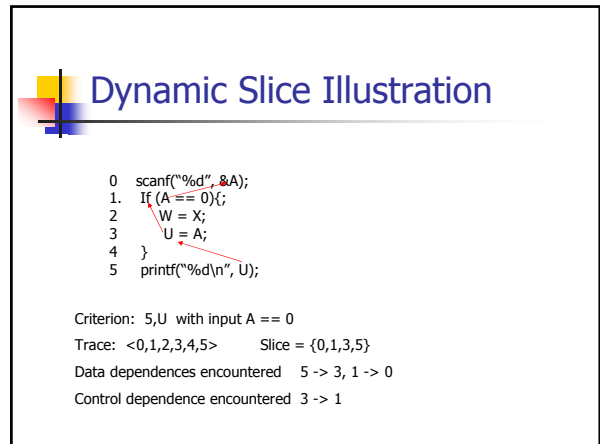 Dynamic Slice Illustration
0 scanf("%d", &A);
1. If (A == 0){;
2 W = X;
3 U = A;
4 }
5 printf("%d\n", U);
Criterion: 5,U with input A == 0
Trace: <0,1,2,3,4,5> Slice = {0,1,3,5}
Data dependences encountered 5 -> 3, 1 -> 0
Control dependence encountered 3 -> 1